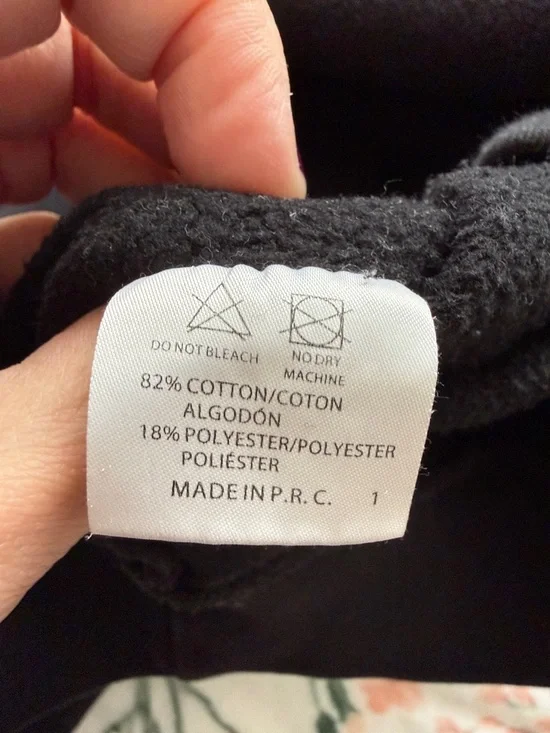 DO NOT BLEACH
NO DRY
MACHINE
82% COTTON/COTON
ALGODÓN
18% POLYESTER/POLYESTER
POLIÉSTER
MADE IN P.R.C. 1